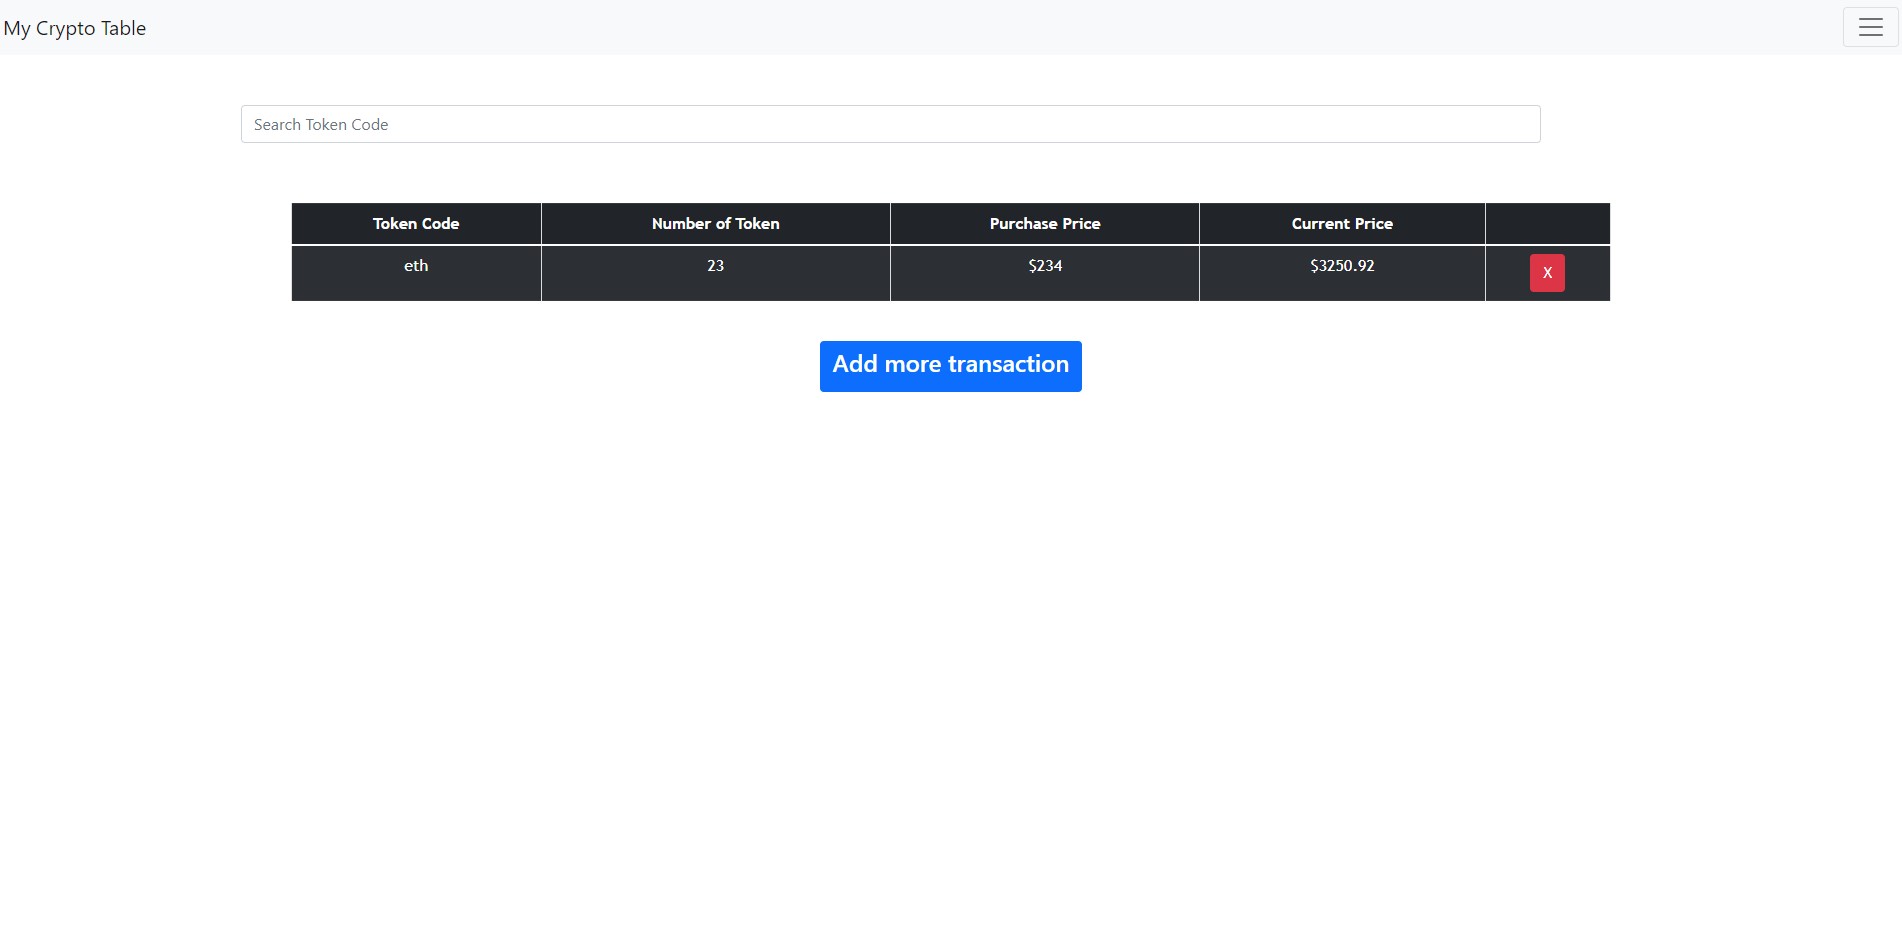 My Crypto Table
Search Token Code
Token Code Number of Token Purchase Price Current Price
eth 23 $234 $3250.92 X
Add more transaction